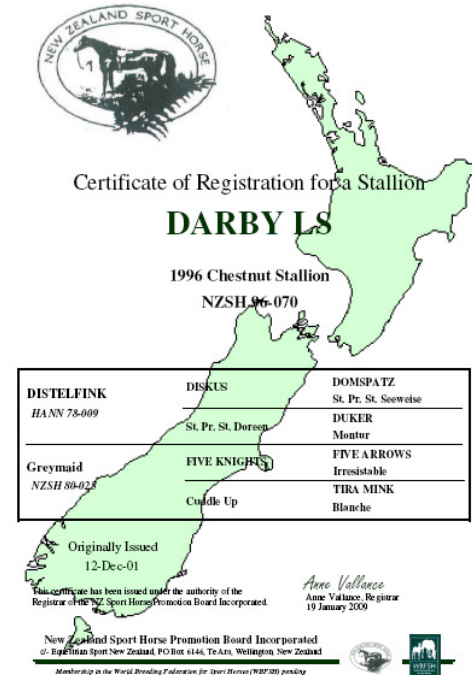 NEW ZEALAND SPORT HORSE
Certificate of Registration for a Stallion
DARBY LS
1996 Chestnut Stallion
NZSH 96-070
DISTELFINK
HANN 78-009
DISKUS
DOMSPATZ
St. Pr. St. Seeweise
St. Pr. St. Doreen
DUKER
Montur
Greymaid
NZSH 80-025
FIVE KNIGHTS
FIVE ARROWS
Irresistable
Cuddle Up
TIRA MINK
Blanche
Originally Issued
12-Dec-01
This certificate has been issued under the authority of the
Registrar of the NZ Sport Horse Promotion Board Incorporated.
Anne Vallance
Anne Vallance, Registrar
19 January 2009
New Zealand Sport Horse Promotion Board Incorporated
c/- Equestrian Sport New Zealand, PO Box 6146, Te Aro, Wellington, New Zealand
WBFSH
Membership in the World Breeding Federation for Sport Horses (WBFSH) pending